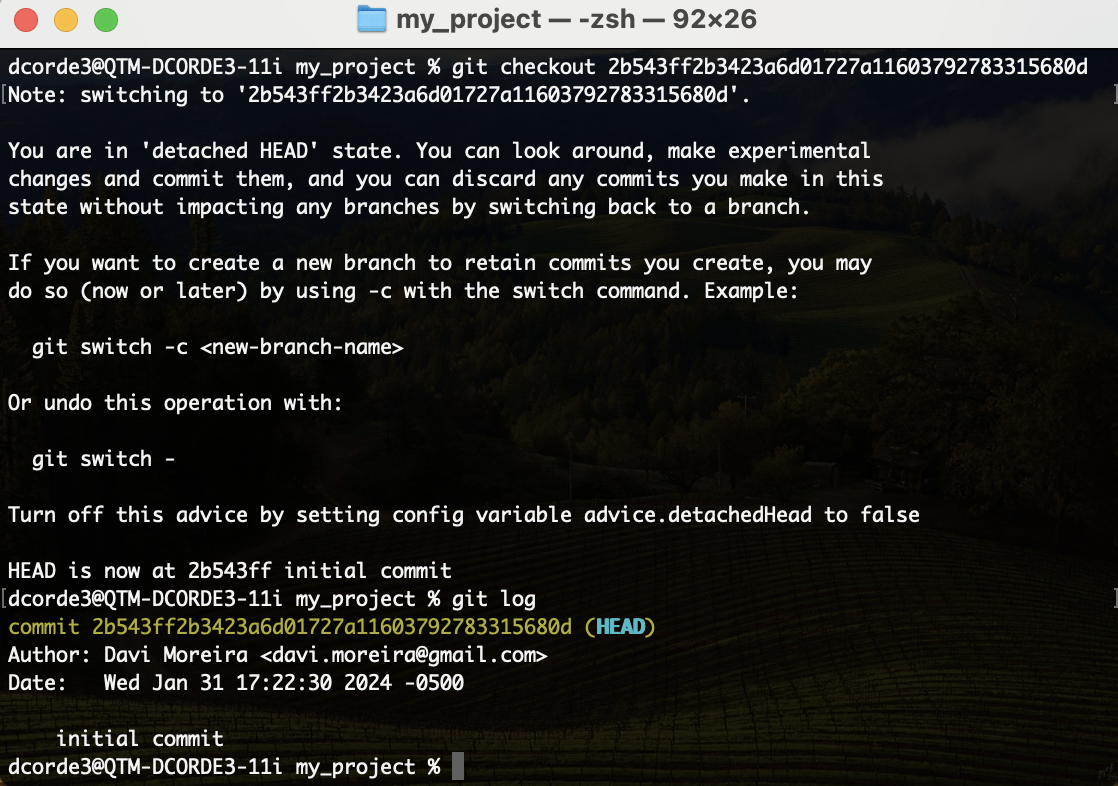 my_project — -zsh — 92×26
dcorde3@QTM-DCORDE3-11i my_project % git checkout 2b543ff2b3423a6d01727a11603792783315680d
[Note: switching to '2b543ff2b3423a6d01727a11603792783315680d'. ]
You are in 'detached HEAD' state. You can look around, make experimental
changes and commit them, and you can discard any commits you make in this
state without impacting any branches by switching back to a branch.
If you want to create a new branch to retain commits you create, you may
do so (now or later) by using -c with the switch command. Example:
git switch -c <new-branch-name>
Or undo this operation with:
git switch -
Turn off this advice by setting config variable advice.detachedHead to false
HEAD is now at 2b543ff initial commit
[dcorde3@QTM-DCORDE3-11i my_project % git log ]
commit 2b543ff2b3423a6d01727a11603792783315680d (HEAD)
Author: Davi Moreira <davi.moreira@gmail.com>
Date:   Wed Jan 31 17:22:30 2024 -0500
initial commit
dcorde3@QTM-DCORDE3-11i my_project %